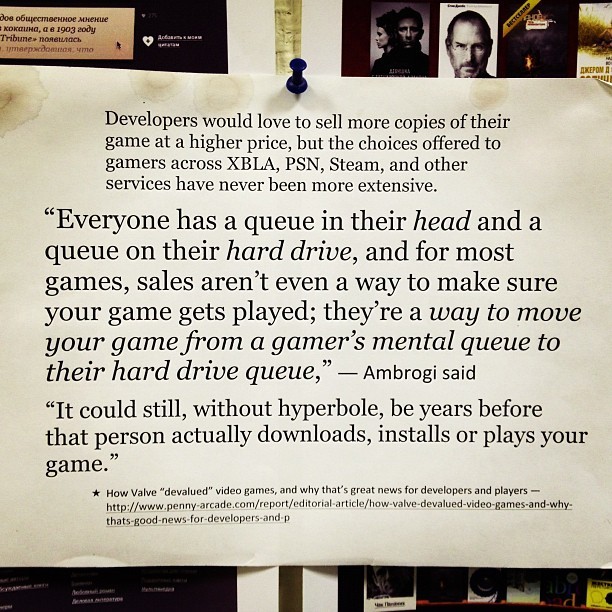 дов общественное мнение
кокаина, а в 1903 году
Tribune» появилась
утверждавшая, что
Добавить к моим
цитатам
Стив Джобс
БЕСТСЕЛЛЕР
ДЖЕРОМ Д
Developers would love to sell more copies of their
game at a higher price, but the choices offered to
gamers across XBLA, PSN, Steam, and other
services have never been more extensive.
“Everyone has a queue in their head and a
queue on their hard drive, and for most
games, sales aren’t even a way to make sure
your game gets played; they’re a way to move
your game from a gamer’s mental queue to
their hard drive queue,” — Ambrogi said
“It could still, without hyperbole, be years before
that person actually downloads, installs or plays your
game.”
★ How Valve “devalued” video games, and why that’s great news for developers and players —
http://www.penny-arcade.com/report/editorial-article/how-valve-devalued-video-games-and-why-
thats-good-news-for-developers-and-p